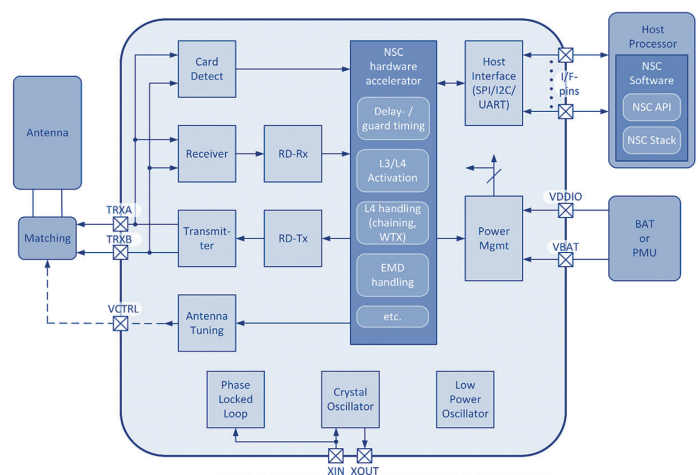 Card
Detect
NSC
hardware
accelerator
Host
Interface
(SPI/I2C/
UART)
I/F-
pins
Host
Processor
NSC
Software
NSC API
NSC Stack
Antenna
Delay- /
guard timing
Receiver
RD-Rx
L3/L4
Activation
TRXA
TRXB
Matching
Transmit-
ter
RD-Tx
L4 handling
(chaining,
WTX)
Power
Mgmt
VDDIO
VBAT
BAT
or
PMU
EMD
handling
VCTRL
Antenna
Tuning
etc.
Phase
Locked
Loop
Crystal
Oscillator
Low
Power
Oscillator
XIN
XOUT